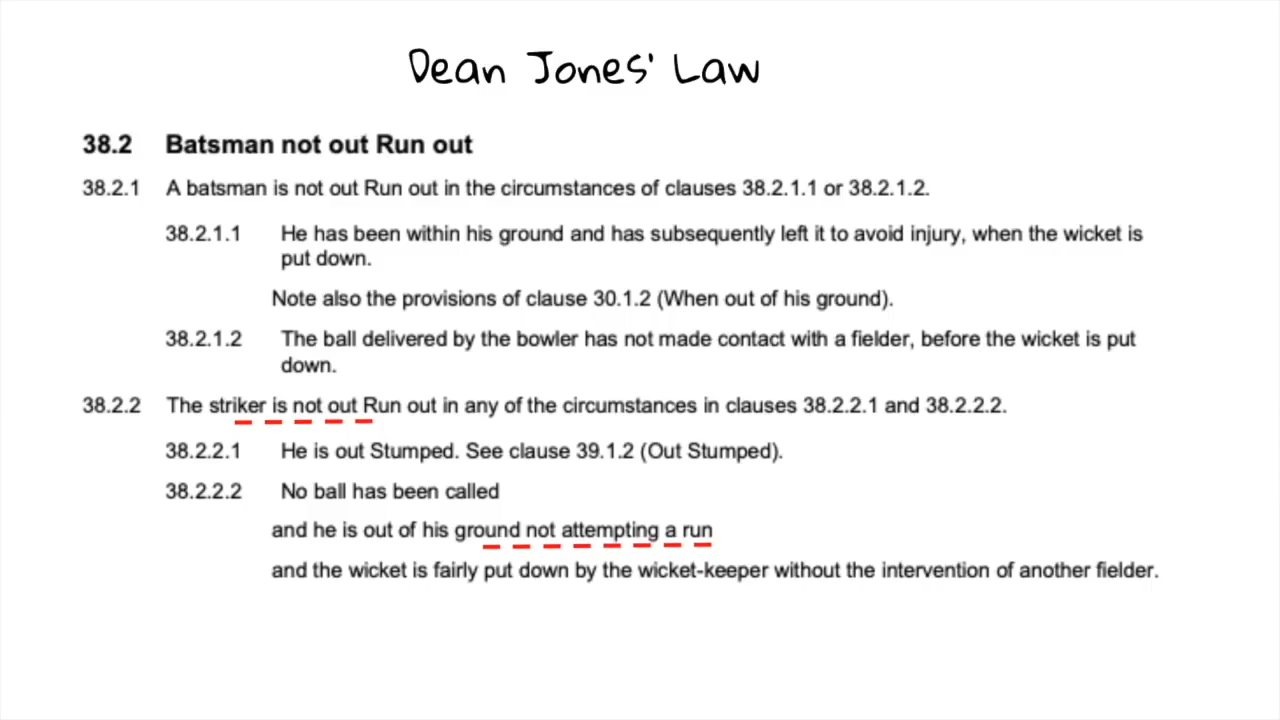 Dean Jones' Law
38.2 Batsman not out Run out
38.2.1 A batsman is not out Run out in the circumstances of clauses 38.2.1.1 or 38.2.1.2.
38.2.1.1 He has been within his ground and has subsequently left it to avoid injury, when the wicket is
put down.
Note also the provisions of clause 30.1.2 (When out of his ground).
38.2.1.2 The ball delivered by the bowler has not made contact with a fielder, before the wicket is put
down.
38.2.2 The striker is not out Run out in any of the circumstances in clauses 38.2.2.1 and 38.2.2.2.
38.2.2.1 He is out Stumped. See clause 39.1.2 (Out Stumped).
38.2.2.2 No ball has been called
and he is out of his ground not attempting a run
and the wicket is fairly put down by the wicket-keeper without the intervention of another fielder.